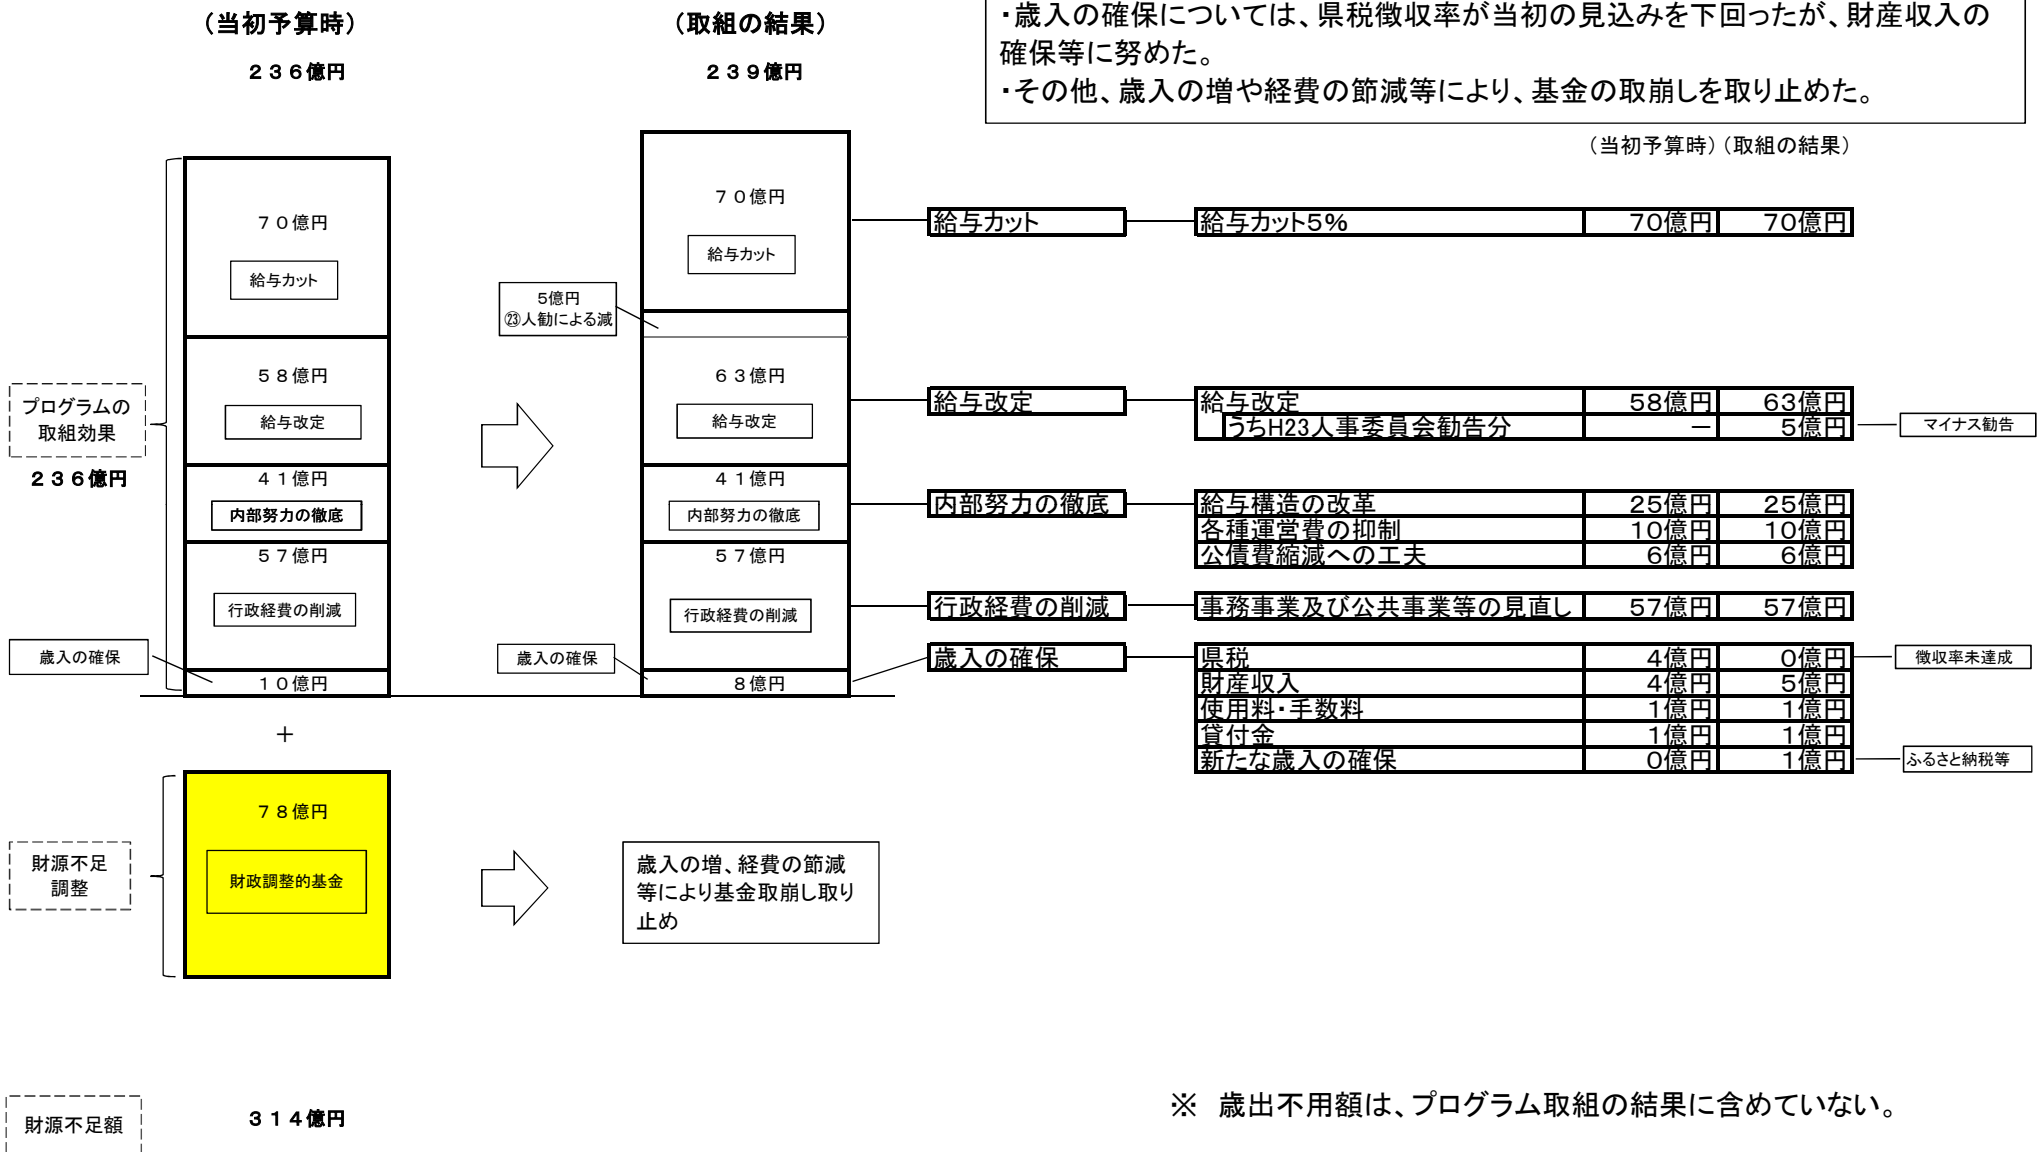 （当初予算時）
２３６億円
（取組の結果）
２３９億円
・歳入の確保については、県税徴収率が当初の見込みを下回ったが、財産収入の
確保等に努めた。
・その他、歳入の増や経費の節減等により、基金の取崩しを取り止めた。
（当初予算時）（取組の結果）
プログラムの
取組効果
２３６億円
７０億円
給与カット
５８億円
給与改定
４１億円
内部努力の徹底
５７億円
行政経費の削減
歳入の確保
１０億円
＋
財源不足
調整
７８億円
財政調整的基金
財源不足額
３１４億円
７０億円
給与カット
5億円
㉓人勧による減
６３億円
給与改定
４１億円
内部努力の徹底
５７億円
行政経費の削減
歳入の確保
８億円
歳入の増、経費の節減
等により基金取崩し取り
止め
給与カット 給与カット5% 70億円 70億円
給与改定 給与改定 58億円 63億円
うちH23人事委員会勧告分 － 5億円 マイナス勧告
内部努力の徹底 給与構造の改革 25億円 25億円
各種運営費の抑制 10億円 10億円
公債費縮減への工夫 6億円 6億円
行政経費の削減 事務事業及び公共事業等の見直し 57億円 57億円
歳入の確保 県税 4億円 0億円 徴収率未達成
財産収入 4億円 5億円
使用料・手数料 1億円 1億円
貸付金 1億円 1億円
新たな歳入の確保 0億円 1億円 ふるさと納税等
※　歳出不用額は、プログラム取組の結果に含めていない。